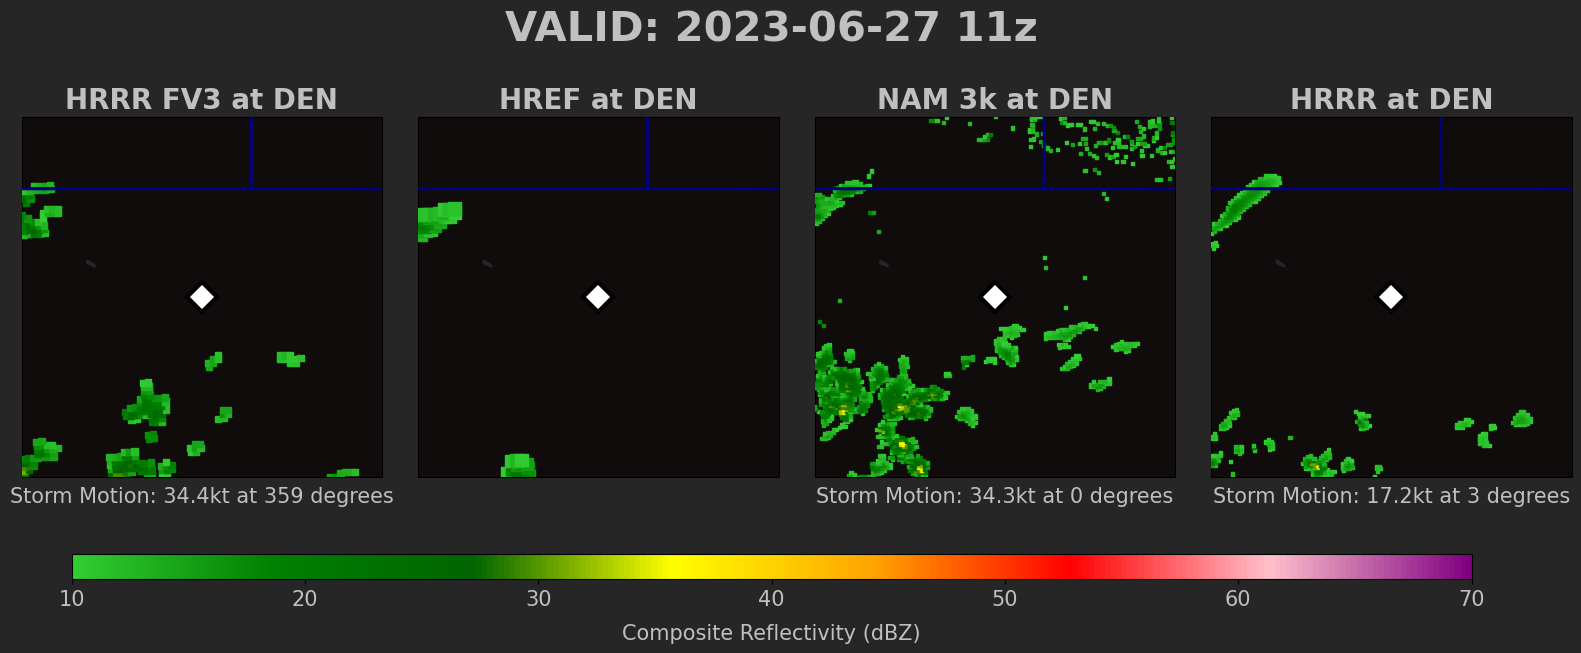 VALID: 2023-06-27 11z
HRRR FV3 at DEN
HREF at DEN
NAM 3k at DEN
HRRR at DEN
Storm Motion: 34.4kt at 359 degrees
Storm Motion: 34.3kt at 0 degrees
Storm Motion: 17.2kt at 3 degrees
10 20 30 40 50 60 70
Composite Reflectivity (dBZ)